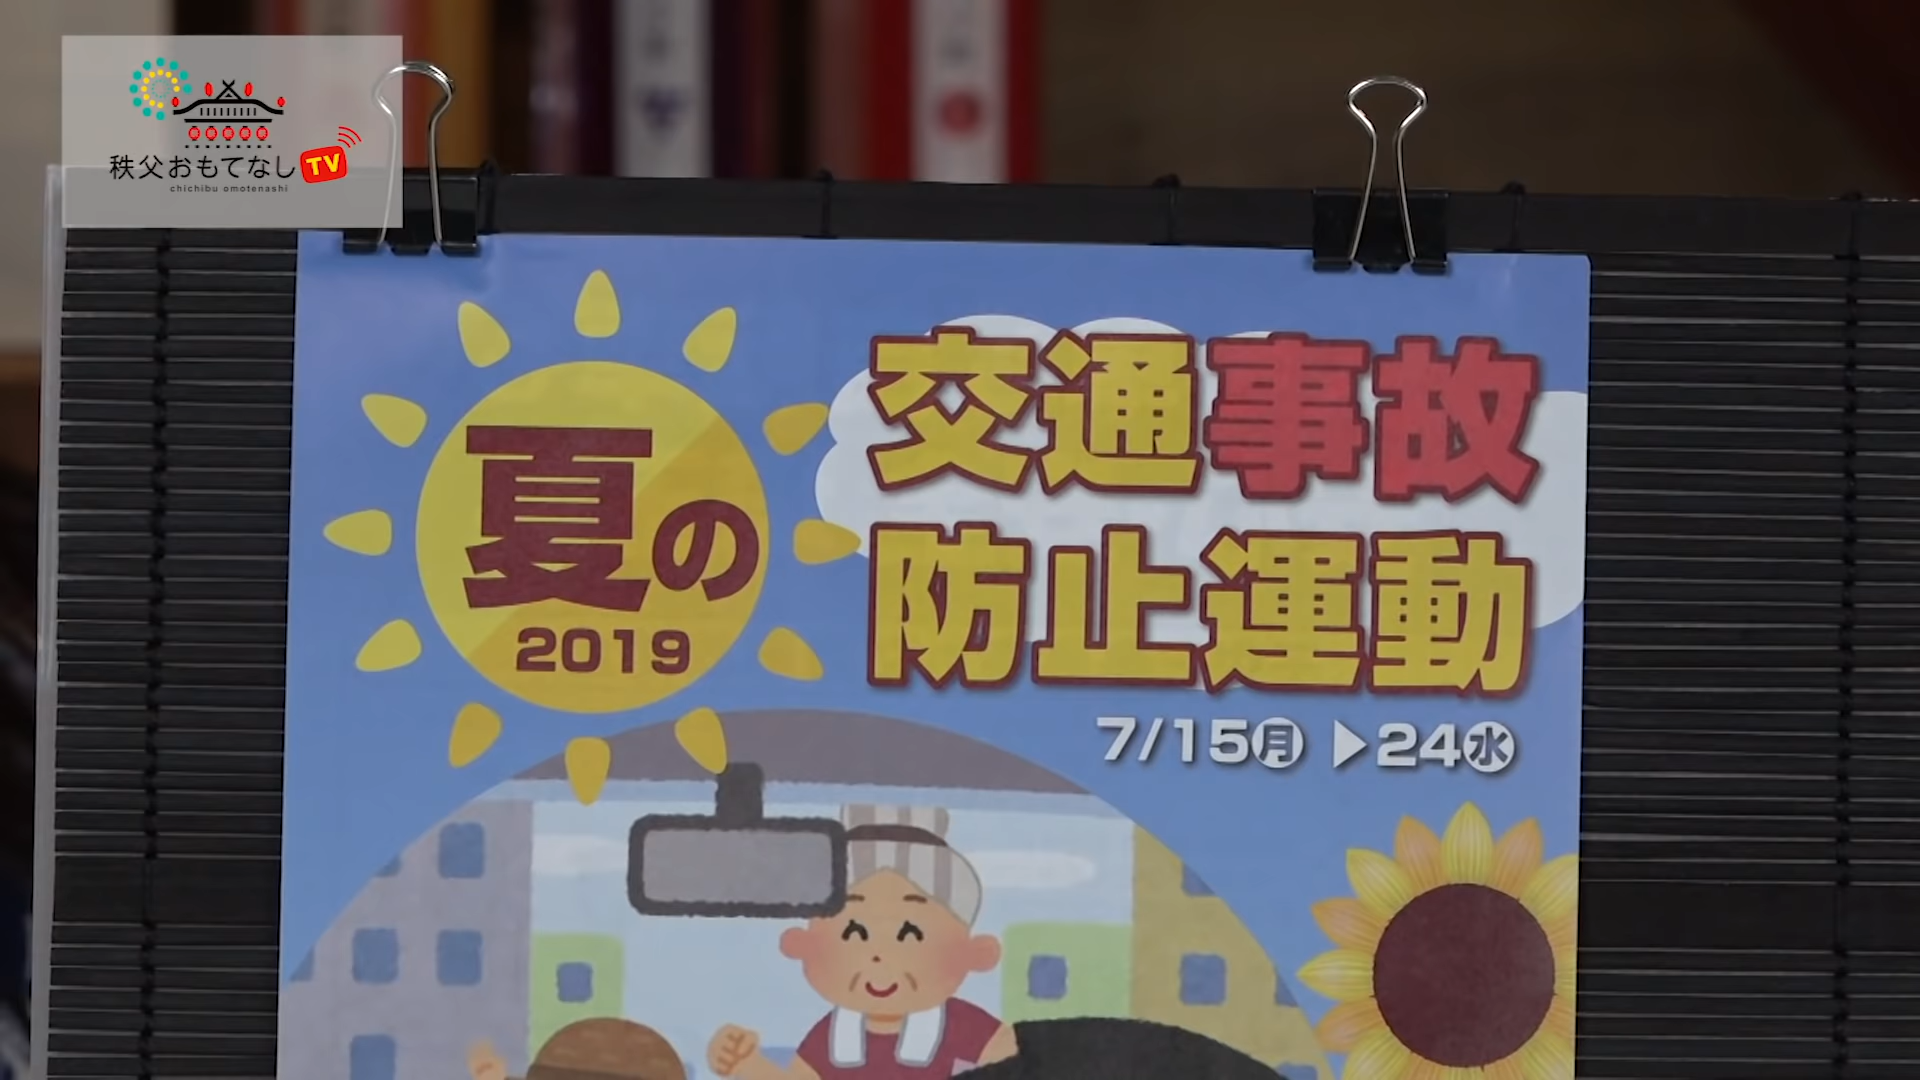 秩父おもてなしTV
chichibu omotenashi
夏の
2019
交通事故
防止運動
7/15月▶24水